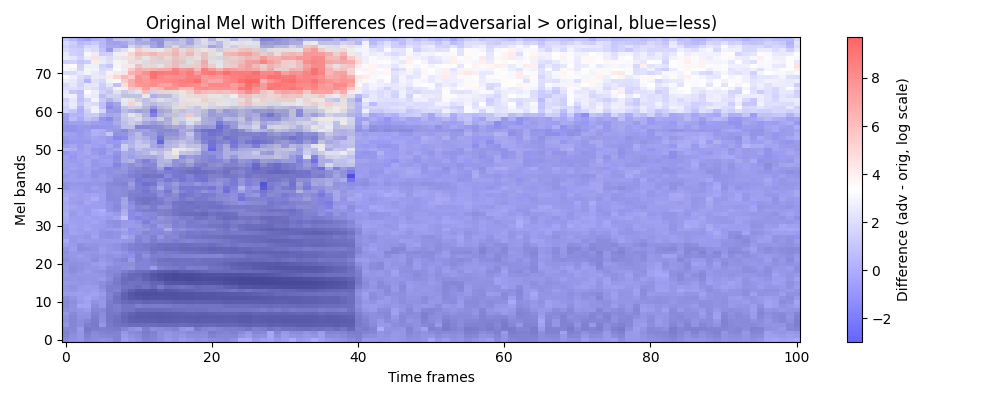 Original Mel with Differences (red=adversarial > original, blue=less)
Mel bands
70
60
50
40
30
20
10
0
0 20 40 60 80 100
Time frames
8
6
4
2
0
−2
Difference (adv - orig, log scale)